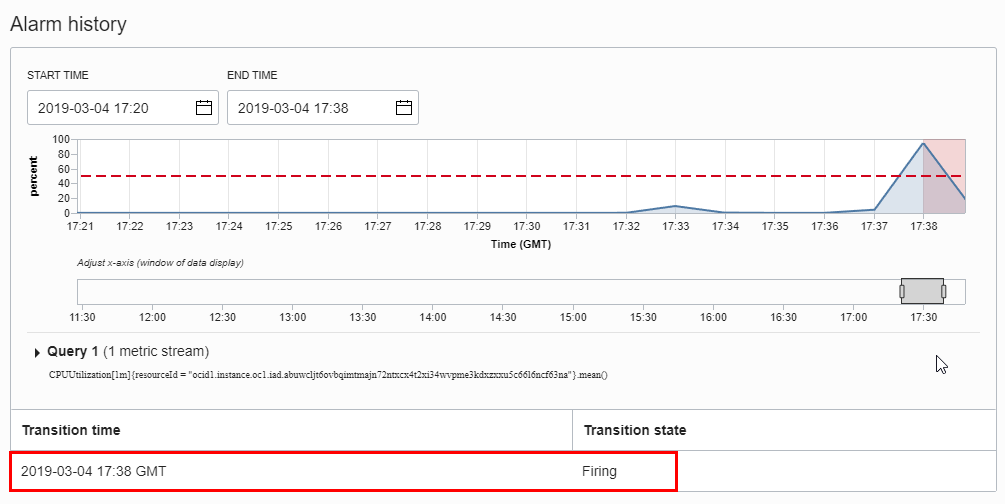 Alarm history
START TIME
END TIME
2019-03-04 17:20
2019-03-04 17:38
percent
100
80
60
40
20
0
17:21 17:22 17:23 17:24 17:25 17:26 17:27 17:28 17:29 17:30 17:31 17:32 17:33 17:34 17:35 17:36 17:37 17:38
Time (GMT)
Adjust x-axis (window of data display)
11:30 12:00 12:30 13:00 13:30 14:00 14:30 15:00 15:30 16:00 16:30 17:00 17:30
Query 1 (1 metric stream)
CPUUtilization[1m]{resourceId = "ocid1.instance.oc1.iad.abuwcljt6ovbqimtmajn72ntxcx4t2xi34wvpme3kdxzxxu5c66l6ncf63na"}.mean()
Transition time
Transition state
2019-03-04 17:38 GMT
Firing